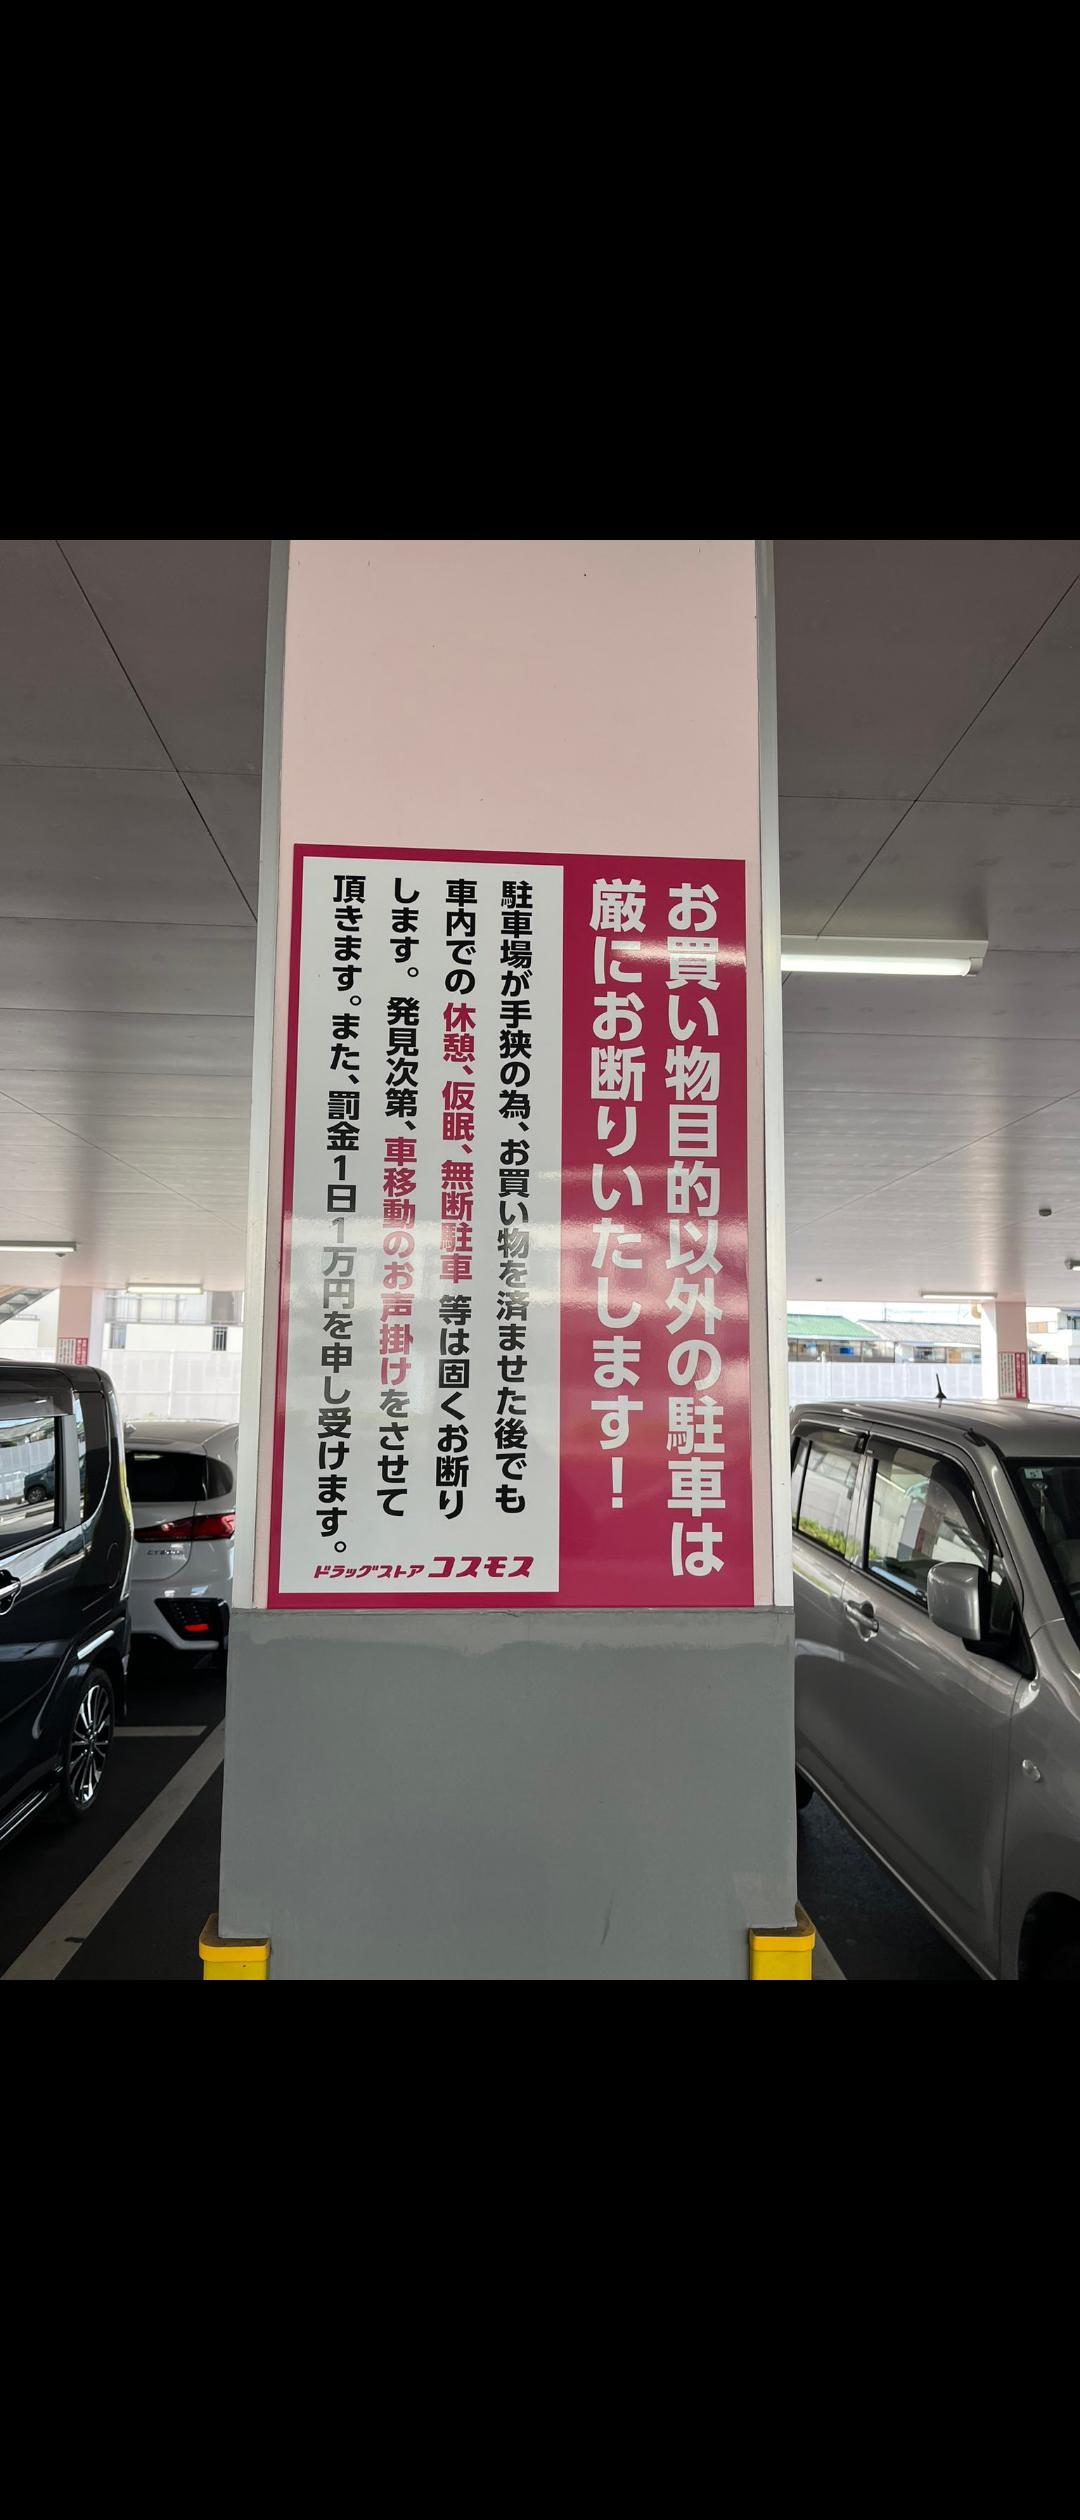 お買い物目的以外の駐車は
厳にお断りいたします！
駐車場が手狭の為、お買い物を済ませた後でも
車内での休憩、仮眠、無断駐車 等は固くお断り
します。発見次第、車移動のお声掛けをさせて
頂きます。また、罰金1日1万円を申し受けます。
ドラッグストア コスモス